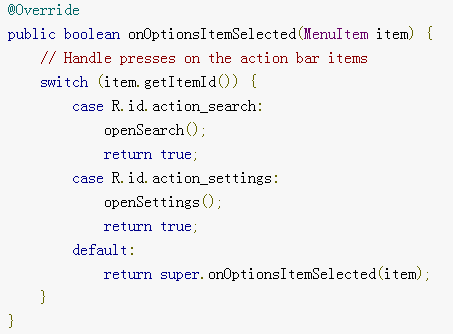 @Override
public boolean onOptionsItemSelected(MenuItem item) {
    // Handle presses on the action bar items
    switch (item.getItemId()) {
        case R.id.action_search:
            openSearch();
            return true;
        case R.id.action_settings:
            openSettings();
            return true;
        default:
            return super.onOptionsItemSelected(item);
    }
}